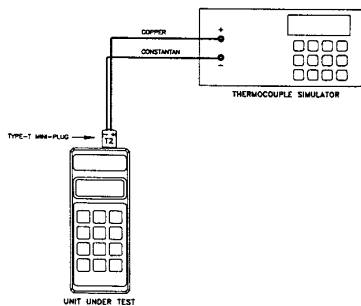 COPPER
+
CONSTANTAN
−
THERMOCOUPLE SIMULATOR
TYPE-T MINI-PLUG
− +
T2
UNIT UNDER TEST